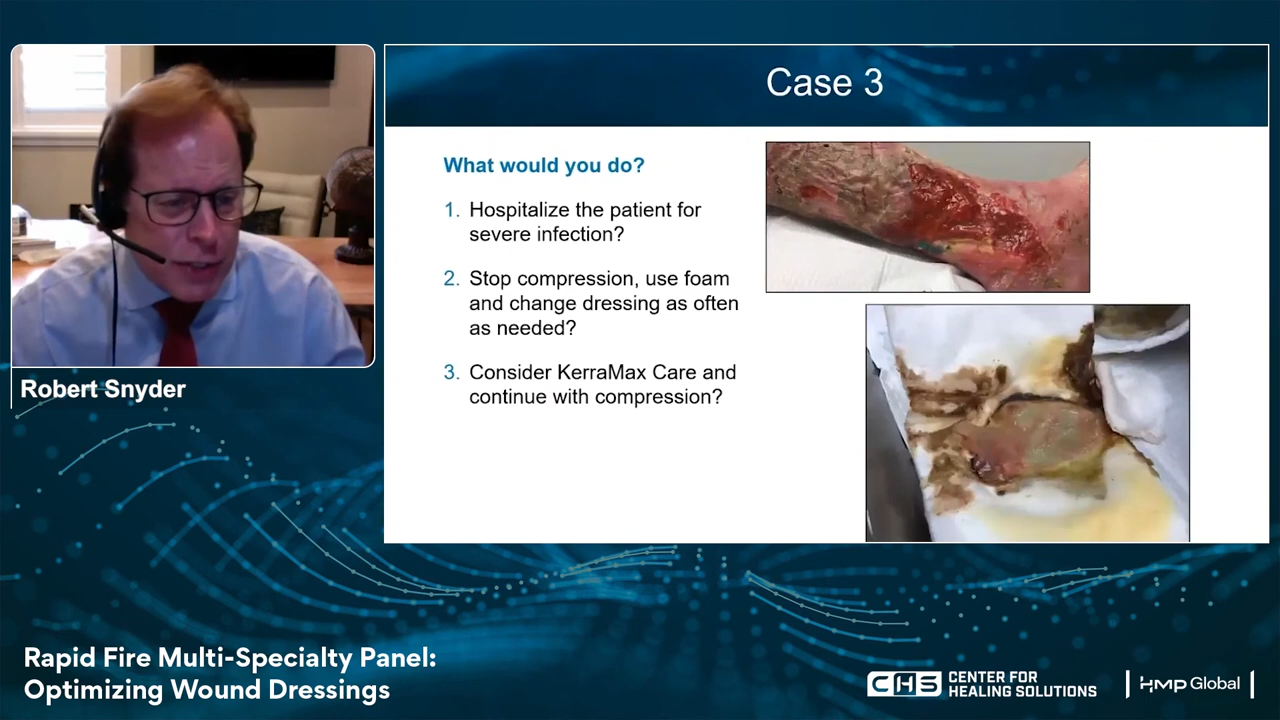 Case 3
What would you do?
1. Hospitalize the patient for
severe infection?
2. Stop compression, use foam
and change dressing as often
as needed?
3. Consider KerraMax Care and
continue with compression?
Robert Snyder
Rapid Fire Multi-Specialty Panel:
Optimizing Wound Dressings
CHS CENTER FOR
HEALING SOLUTIONS
HMP Global